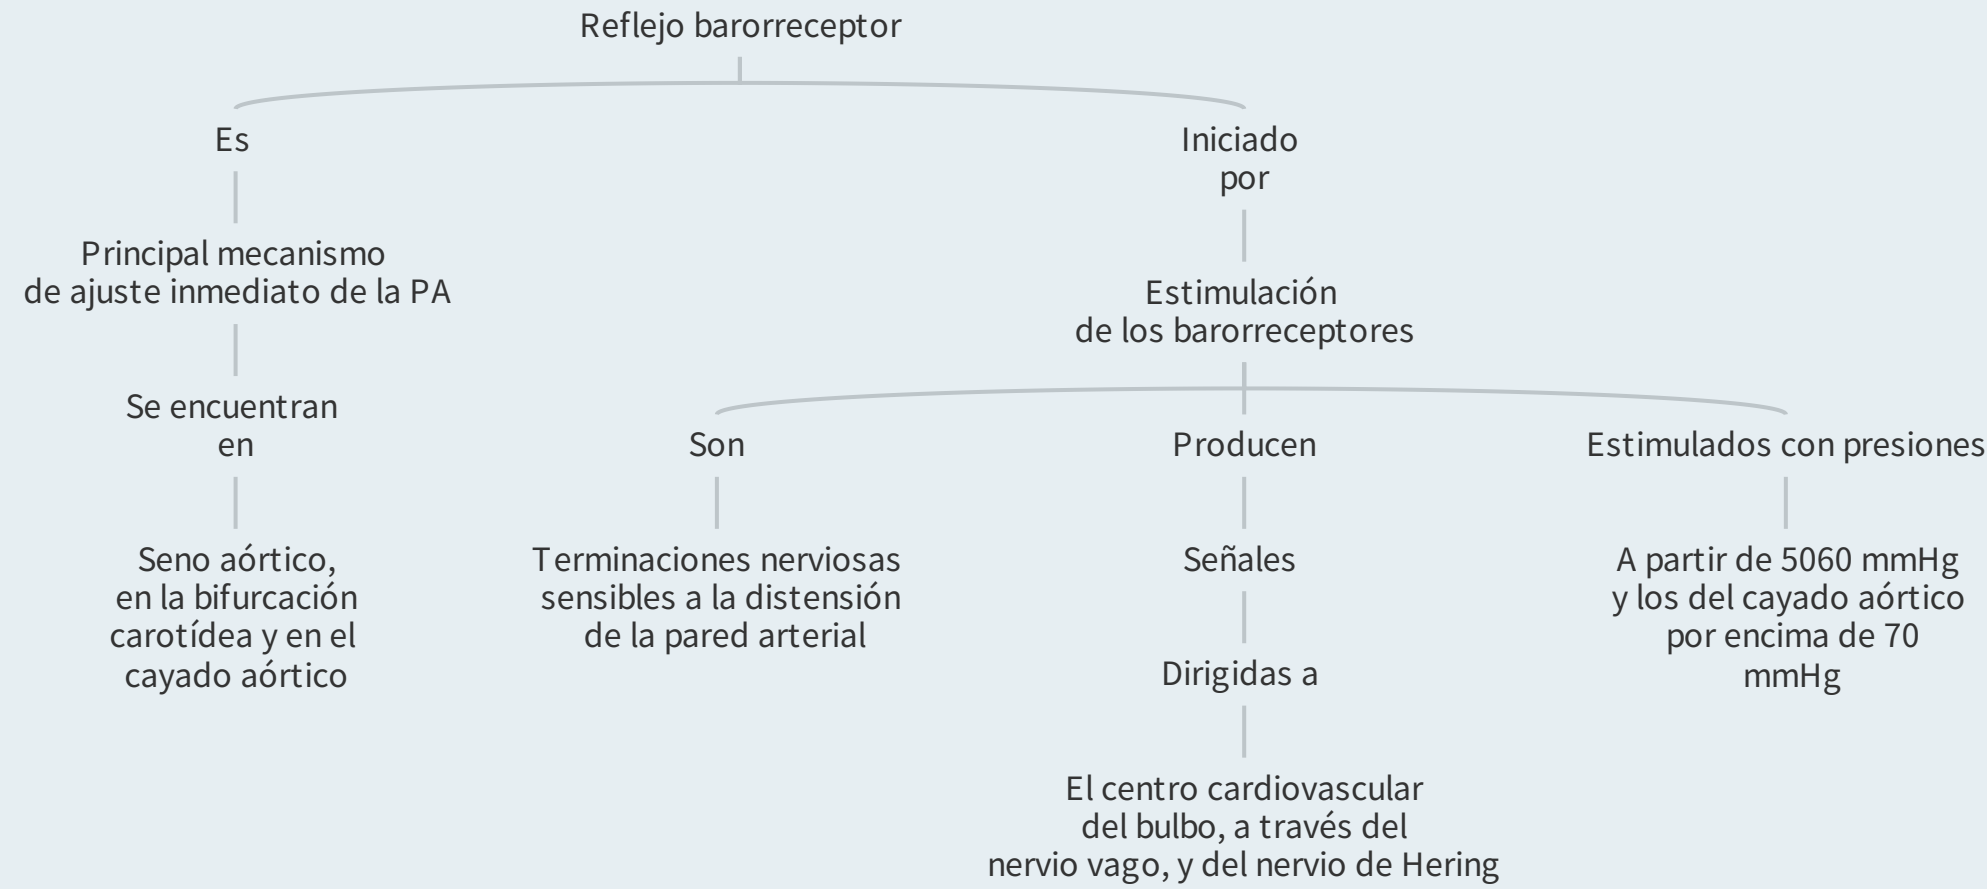 Reflejo barorreceptor
Es
Iniciado
por
Principal mecanismo
de ajuste inmediato de la PA
Estimulación
de los barorreceptores
Se encuentran
en
Son
Producen
Estimulados con presiones
Seno aórtico,
en la bifurcación
carotídea y en el
cayado aórtico
Terminaciones nerviosas
sensibles a la distensión
de la pared arterial
Señales
A partir de 5060 mmHg
y los del cayado aórtico
por encima de 70
mmHg
Dirigidas a
El centro cardiovascular
del bulbo, a través del
nervio vago, y del nervio de Hering